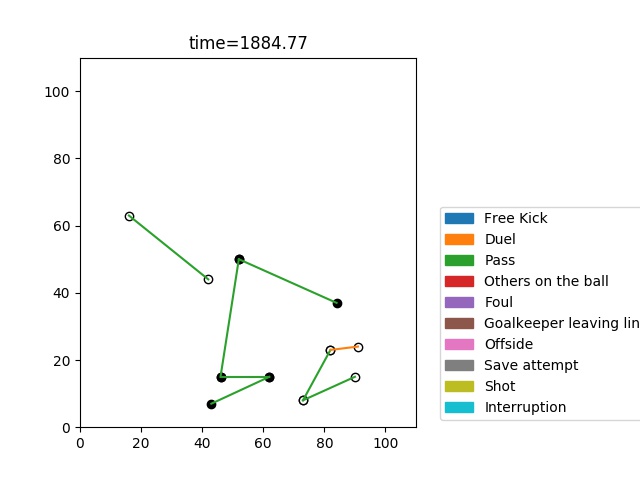 time=1884.77
100
80
60
40
20
0
0 20 40 60 80 100
Free Kick
Duel
Pass
Others on the ball
Foul
Goalkeeper leaving lin
Offside
Save attempt
Shot
Interruption